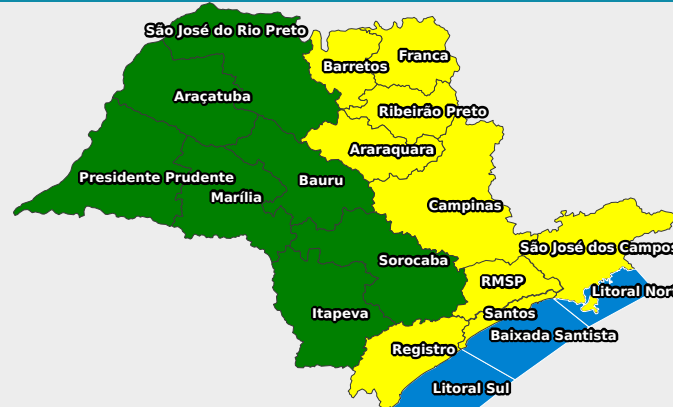 São José do Rio Preto
Franca
Barretos
Araçatuba
Ribeirão Preto
Araraquara
Presidente Prudente
Bauru
Marília
Campinas
São José dos Campos
Sorocaba
RMSP
Litoral Nor
Itapeva
Santos
Baixada Santista
Registro
Litoral Sul